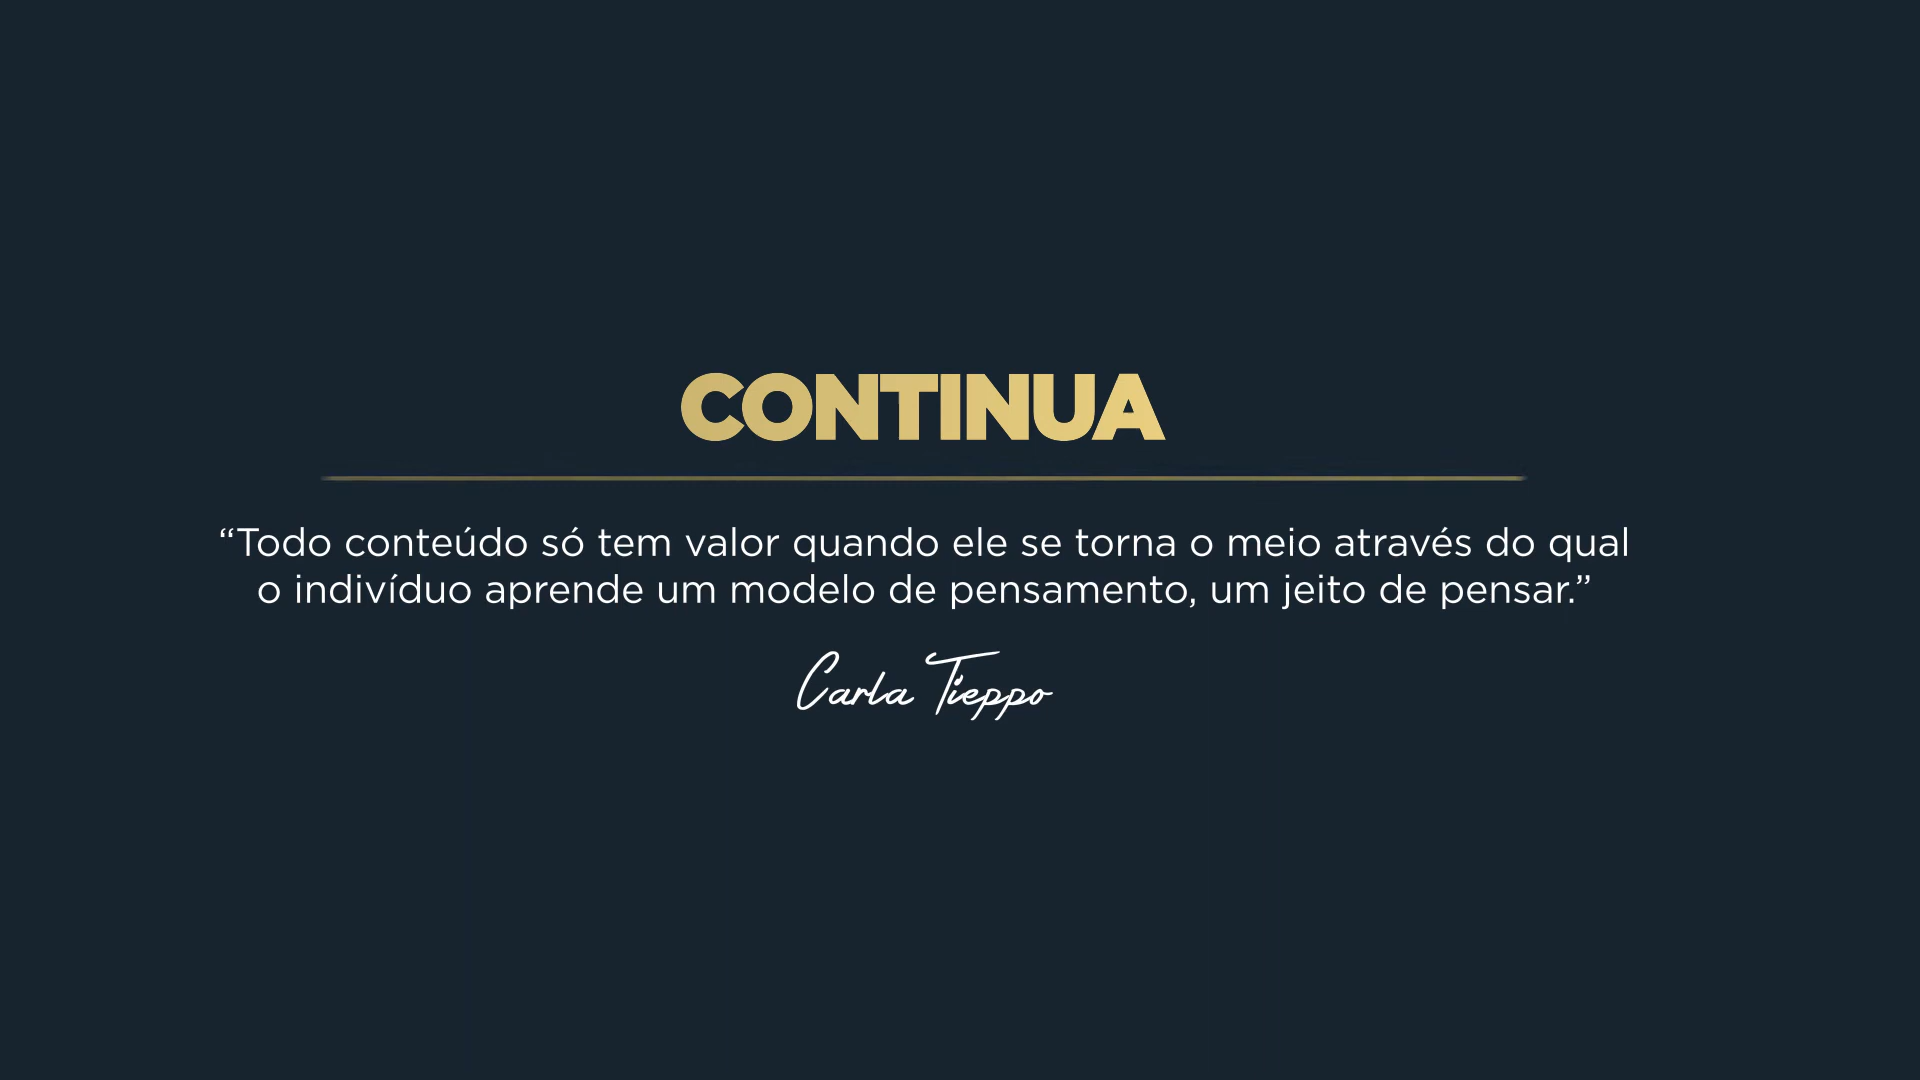 CONTINUA
“Todo conteúdo só tem valor quando ele se torna o meio através do qual
o indivíduo aprende um modelo de pensamento, um jeito de pensar.”
Carla Tieppo